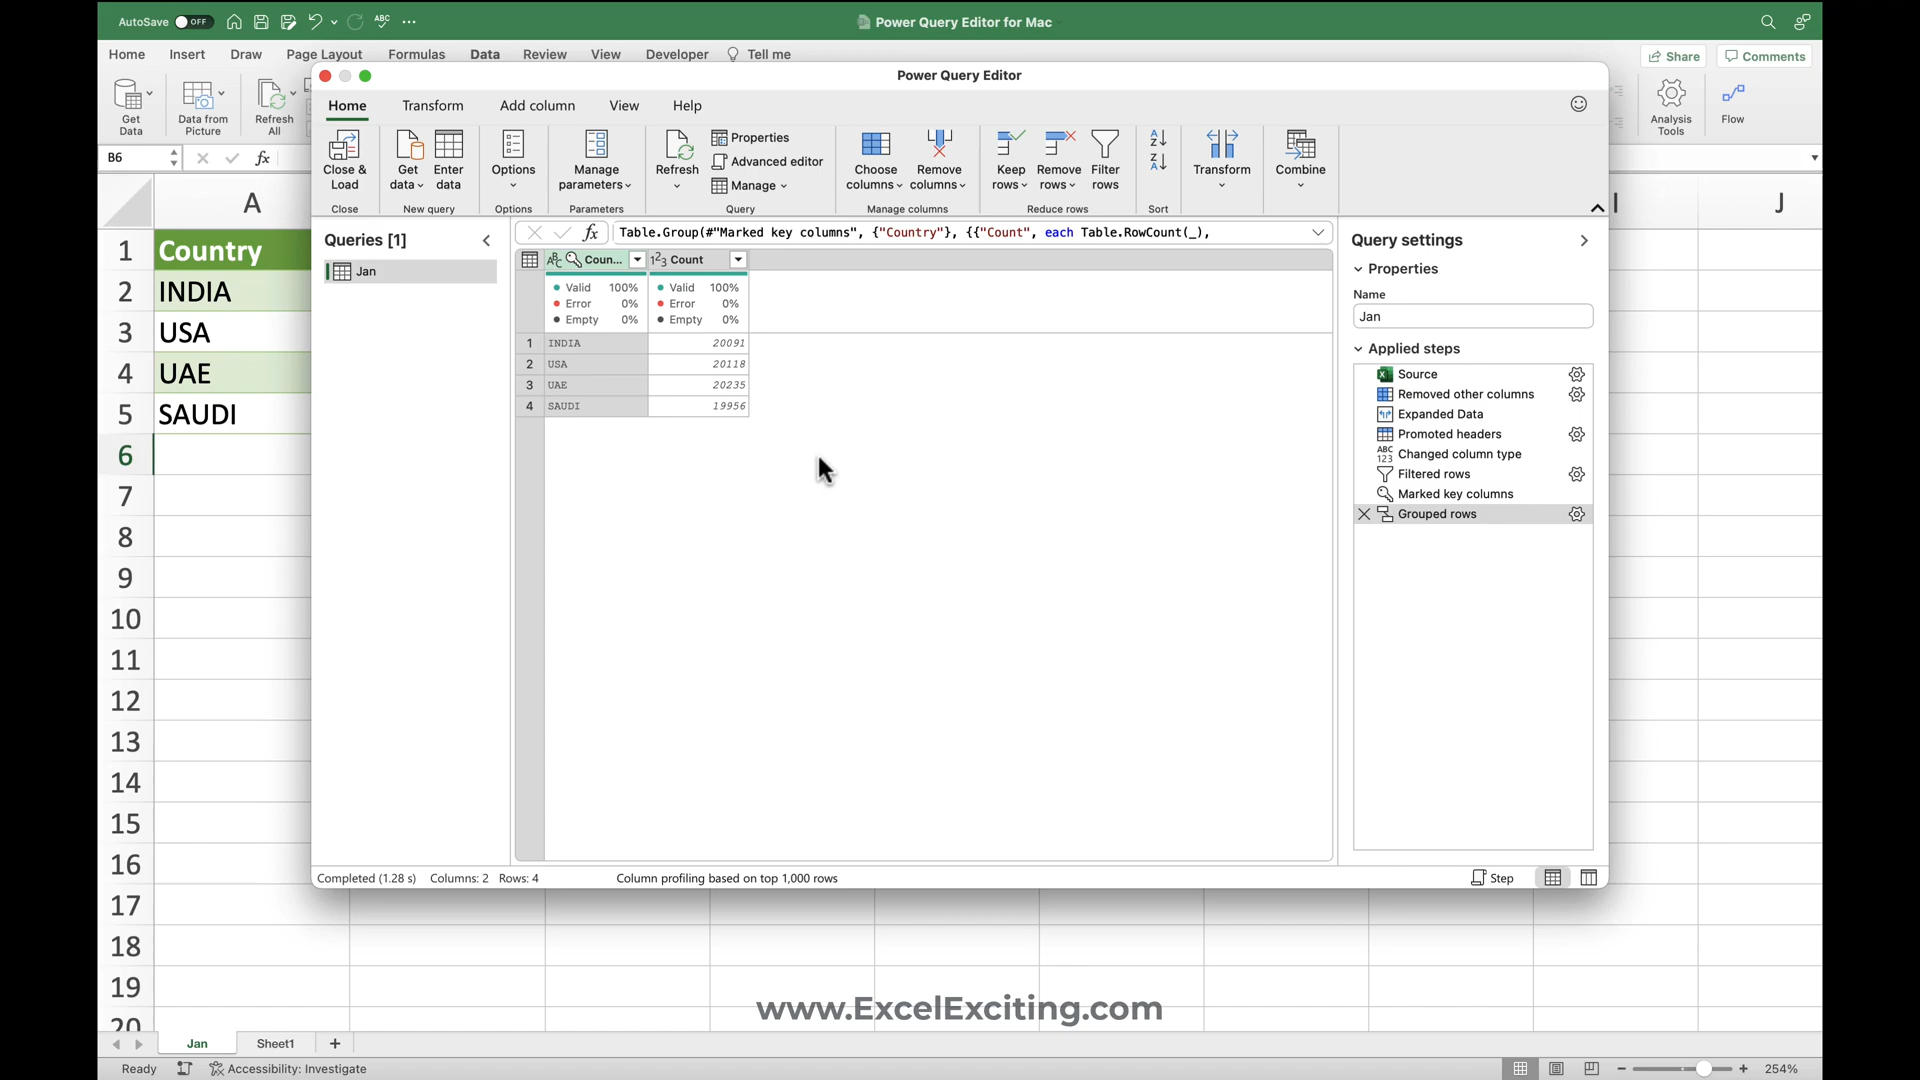 AutoSave OFF ABC ...
Power Query Editor for Mac
Home Insert Draw Page Layout Formulas Data Review View Developer Tell me
Share Comments
Get Data
Data from Picture
Refresh All
Analysis Tools
Flow
B6 fx
A I J
1 Country
2 INDIA
3 USA
4 UAE
5 SAUDI
6
7
8
9
10
11
12
13
14
15
16
17
18
19
20
Power Query Editor
Home Transform Add column View Help
Close & Load
Get data
Enter data
Options
Manage parameters
Refresh
Properties
Advanced editor
Manage
Choose columns
Remove columns
Keep rows
Remove rows
Filter rows
A Z
Z A
Transform
Combine
Close New query Options Parameters Query Manage columns Reduce rows Sort
Queries [1]
Jan
fx Table.Group(#"Marked key columns", {"Country"}, {{"Count", each Table.RowCount(_),
ABC Coun... 123 Count
Valid 100% Valid 100%
Error 0% Error 0%
Empty 0% Empty 0%
1 INDIA 20091
2 USA 20118
3 UAE 20235
4 SAUDI 19956
Query settings
Properties
Name
Jan
Applied steps
Source
Removed other columns
Expanded Data
Promoted headers
ABC 123 Changed column type
Filtered rows
Marked key columns
Grouped rows
Completed (1.28 s) Columns: 2 Rows: 4 Column profiling based on top 1,000 rows Step
www.ExcelExciting.com
Jan Sheet1 +
Ready Accessibility: Investigate 254%